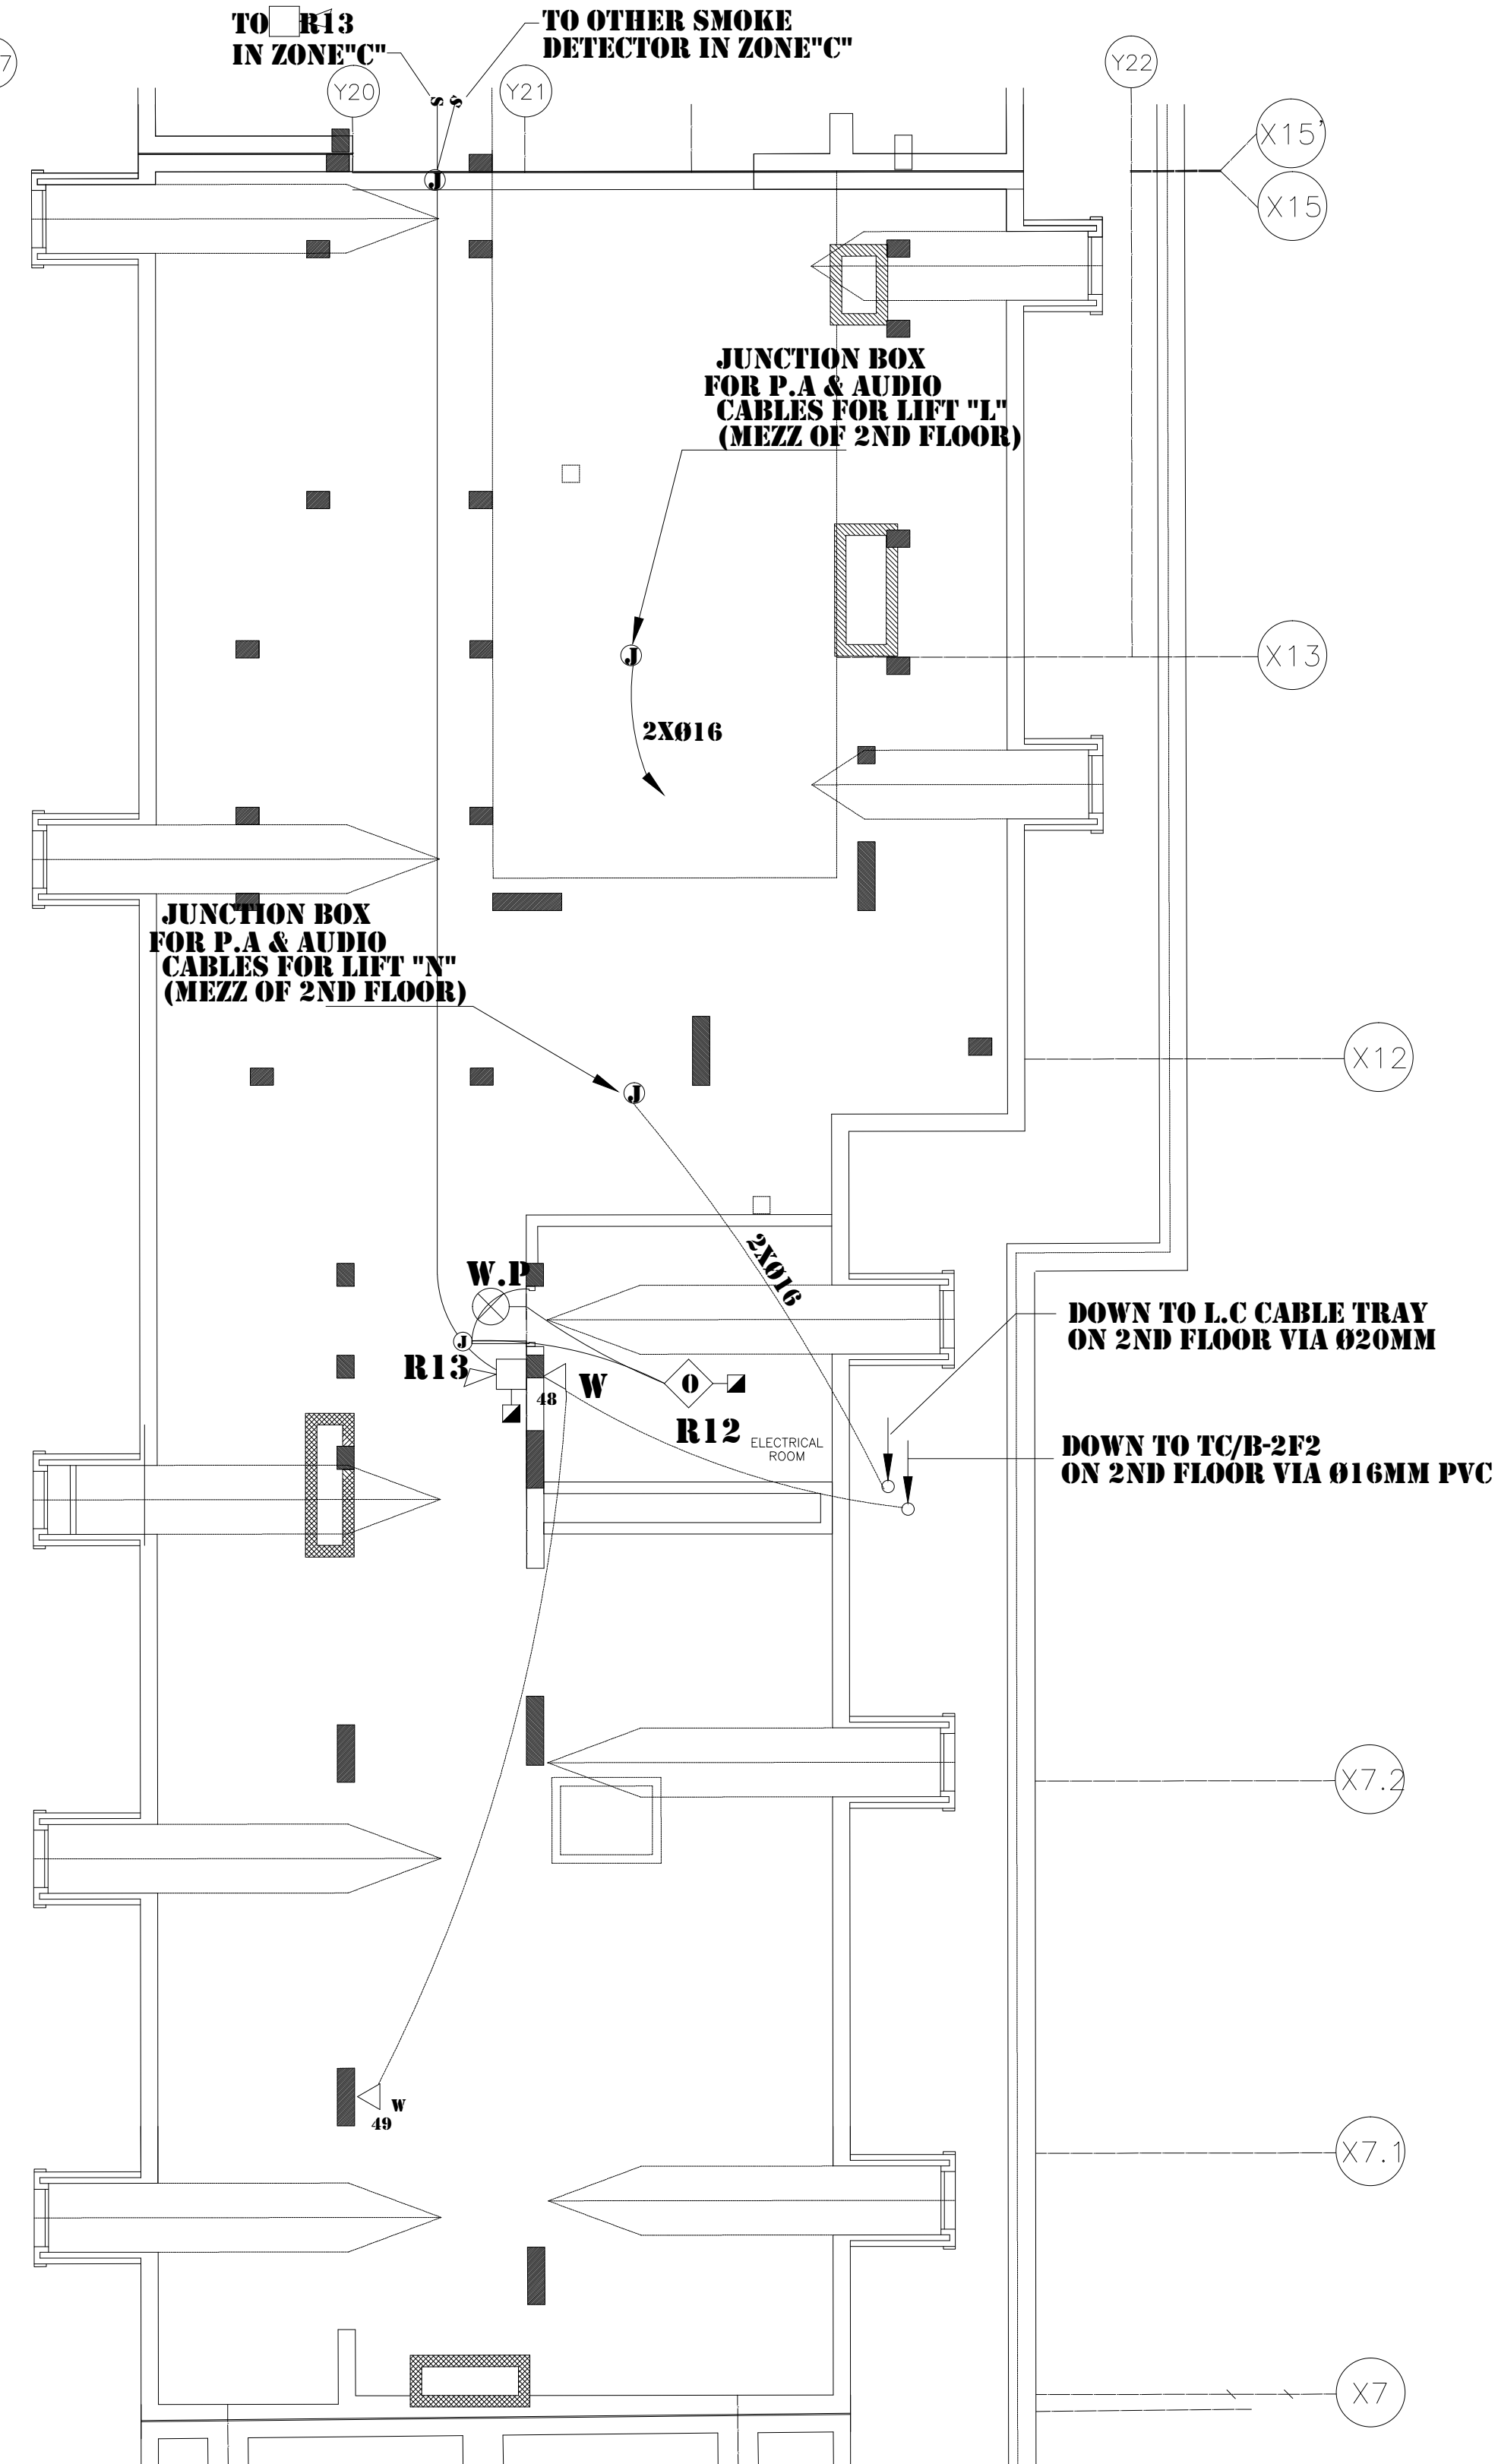 TO R13
IN ZONE"C"
TO OTHER SMOKE
DETECTOR IN ZONE"C"
7
Y20
Y21
Y22
S
S
X15'
X15
J
JUNCTION BOX
FOR P.A & AUDIO
CABLES FOR LIFT "L"
(MEZZ OF 2ND FLOOR)
J
X13
2XØ16
JUNCTION BOX
FOR P.A & AUDIO
CABLES FOR LIFT "N"
(MEZZ OF 2ND FLOOR)
X12
J
2XØ16
W.P
J
R13
48
W
0
R12
ELECTRICAL
ROOM
DOWN TO L.C CABLE TRAY
ON 2ND FLOOR VIA Ø20MM
DOWN TO TC/B-2F2
ON 2ND FLOOR VIA Ø16MM PVC
X7.2
W
49
X7.1
X7